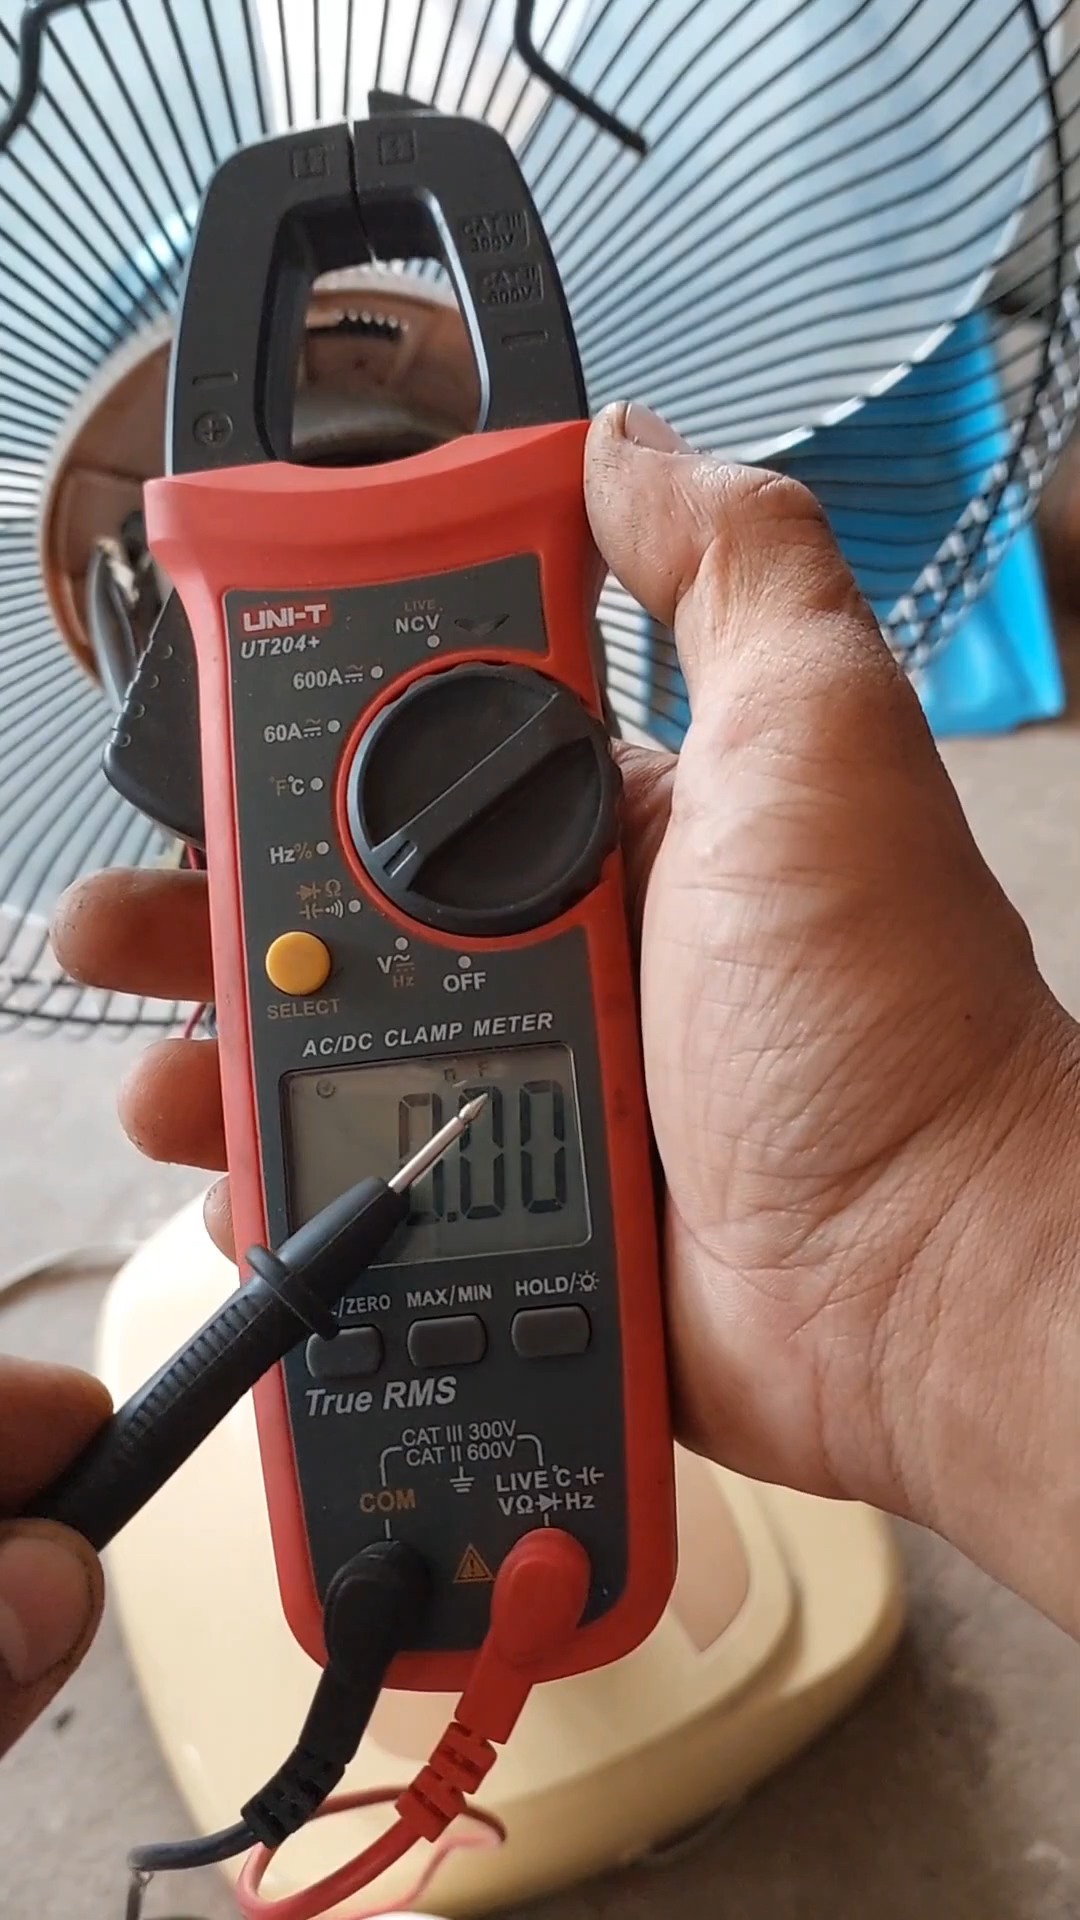 CAT III
300V
CAT II
600V
UNI-T
UT204+
LIVE
NCV
600A
60A
°F°C
Hz%
Ω
V
Hz
OFF
SELECT
AC/DC CLAMP METER
n F
0.00
/ZERO MAX/MIN HOLD/
True RMS
CAT III 300V
CAT II 600V
COM
LIVE °C
VΩ Hz